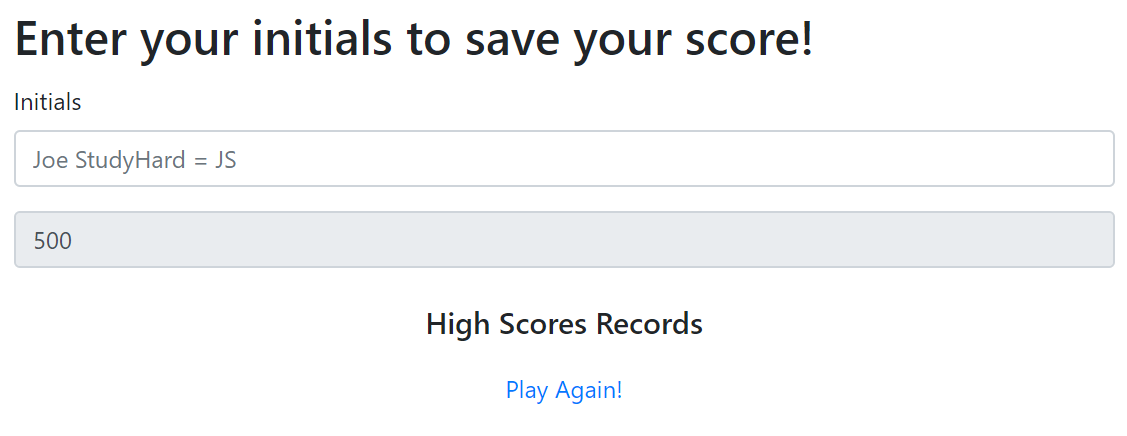 Enter your initials to save your score!
Initials
Joe StudyHard = JS
500
High Scores Records
Play Again!